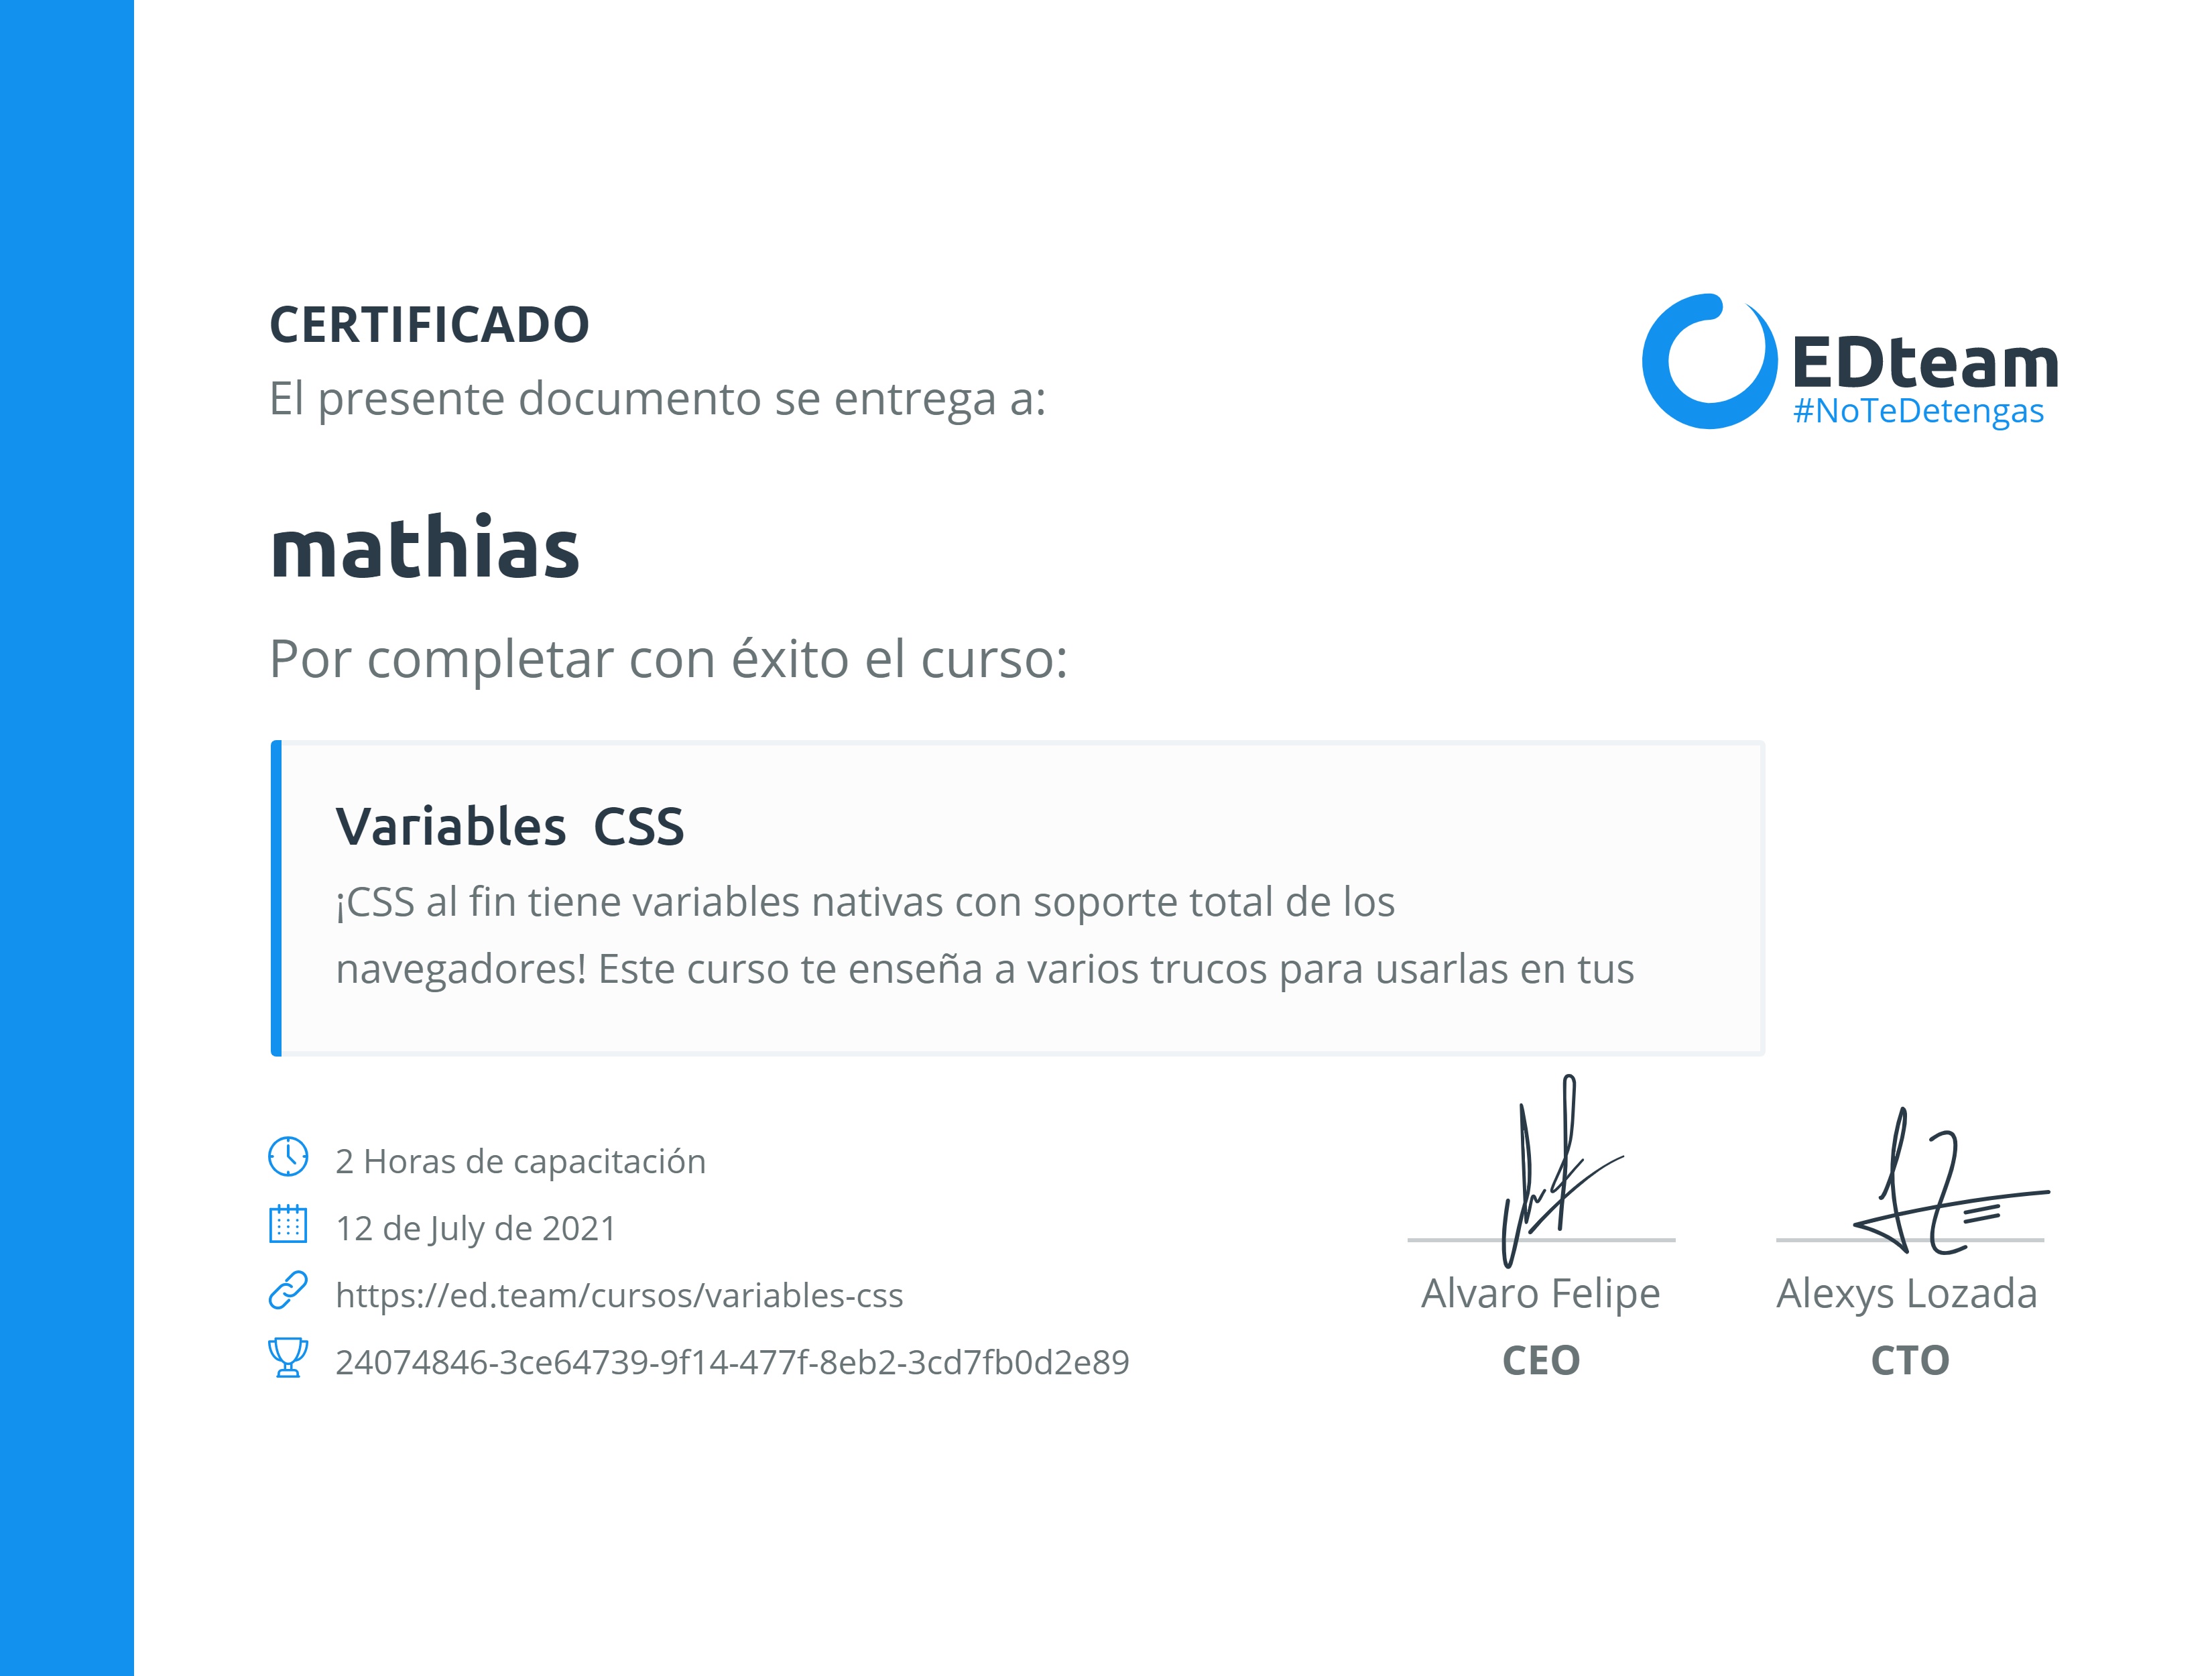 CERTIFICADO
El presente documento se entrega a:
EDteam
#NoTeDetengas
mathias
Por completar con éxito el curso:
Variables CSS
¡CSS al fin tiene variables nativas con soporte total de los
navegadores! Este curso te enseña a varios trucos para usarlas en tus
2 Horas de capacitación
12 de July de 2021
https://ed.team/cursos/variables-css
24074846-3ce64739-9f14-477f-8eb2-3cd7fb0d2e89
Alvaro Felipe
CEO
Alexys Lozada
CTO